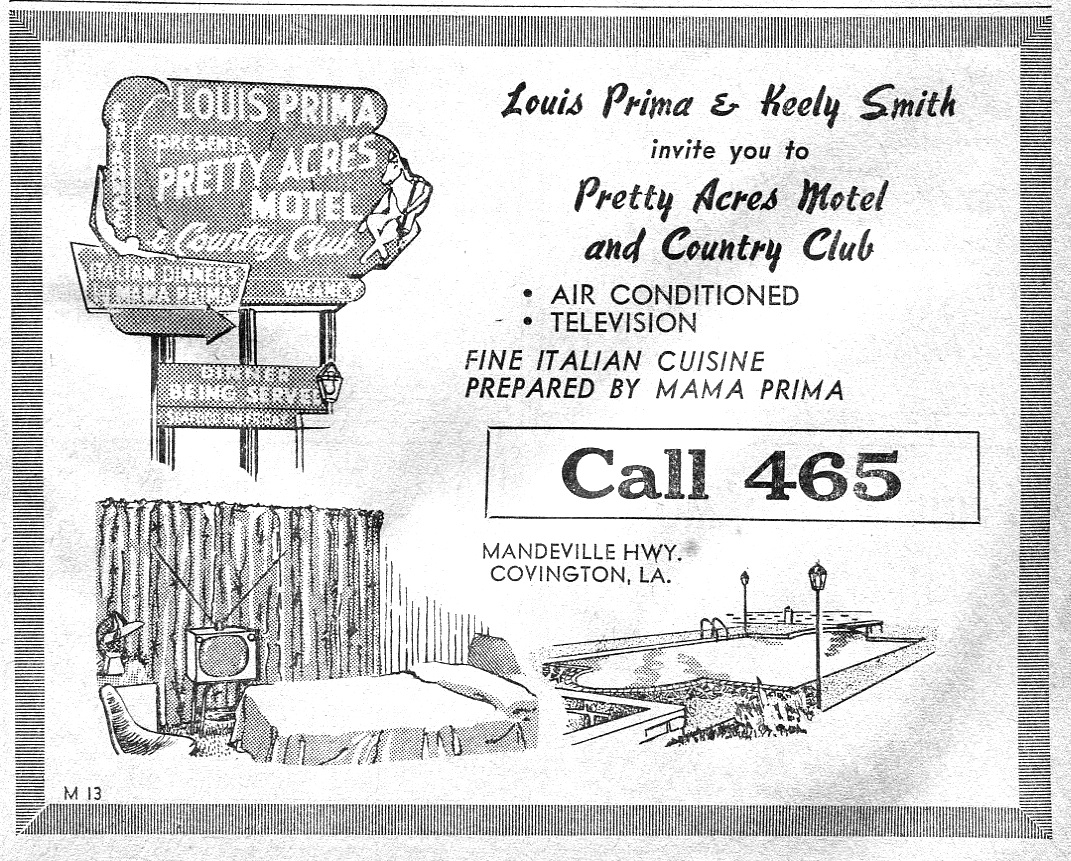 LOUIS PRIMA
PRESENTS
PRETTY ACRES
MOTEL
& Country Club
ITALIAN DINNERS
BY MAMA PRIMA
VACANCY
DINNER
BEING SERVED
Louis Prima & Keely Smith
invite you to
Pretty Acres Motel
and Country Club
• AIR CONDITIONED
• TELEVISION
FINE ITALIAN CUISINE
PREPARED BY MAMA PRIMA
Call 465
MANDEVILLE HWY.
COVINGTON, LA.
M 13